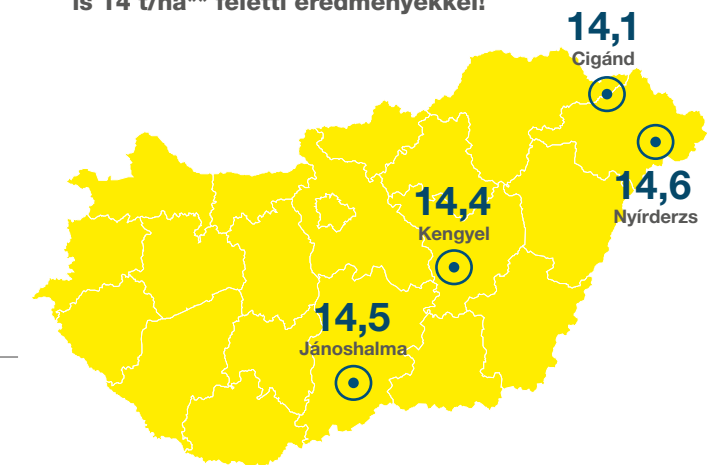 is 14 t/ha** feletti eredményekkel!
14,1
Cigánd
14,6
Nyírderzs
14,4
Kengyel
14,5
Jánoshalma